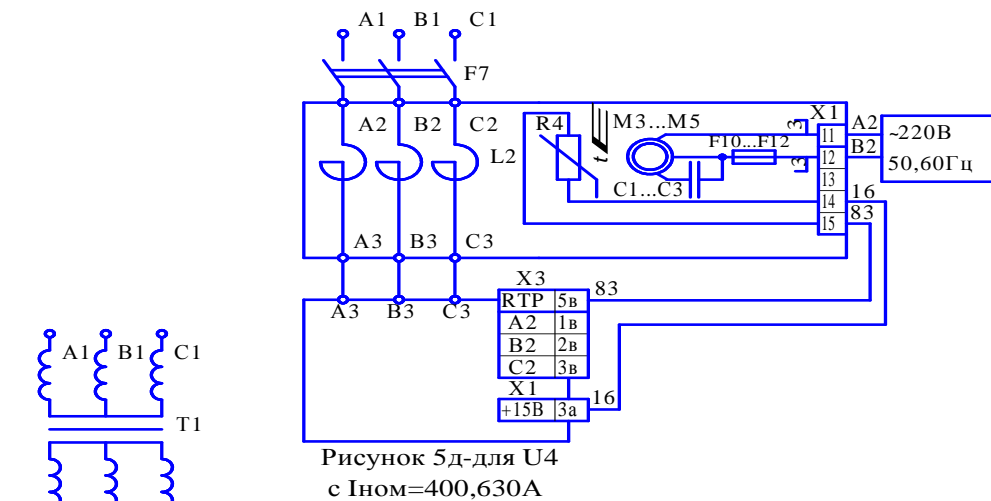 A1 B1 C1
F7
A2 B2 C2
L2
R4
t
M3...M5
F10...F12
C1...C3
3
3
X1
11
12
13
14
15
A2
B2
16
83
~220В
50,60Гц
A3 B3 C3
A3 B3 C3
X3
RTP 5в
A2 1в
B2 2в
C2 3в
X1
+15В 3а
83
16
A1 B1 C1
T1
Рисунок 5д-для U4
с Iном=400,630А